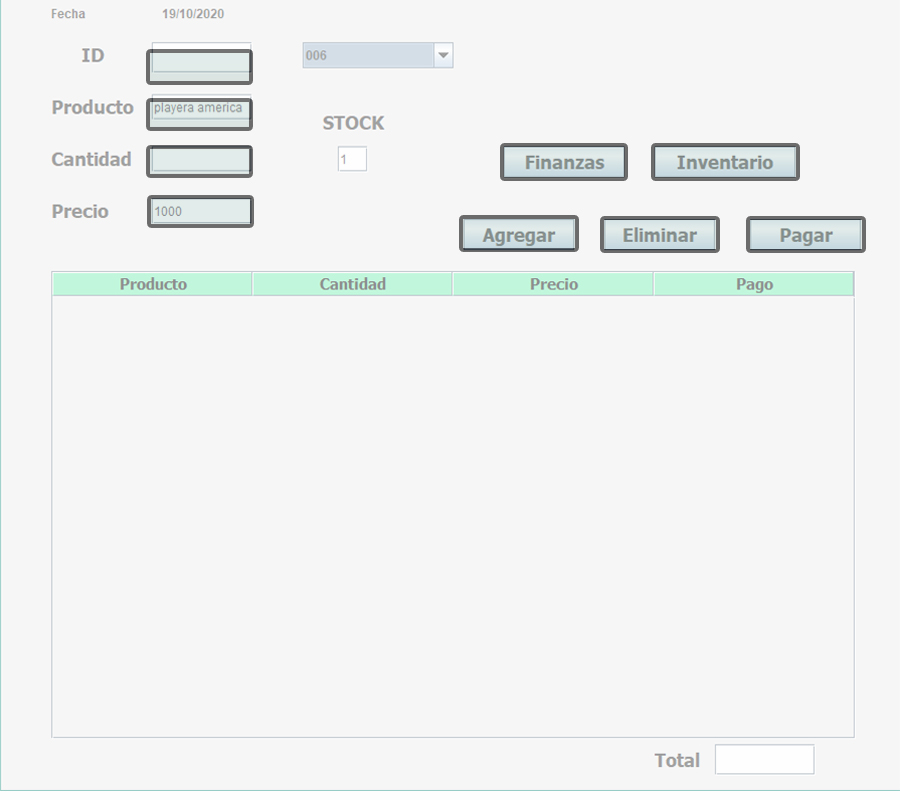 Fecha 19/10/2020
ID 006
Producto playera america
STOCK
Cantidad 1
Finanzas Inventario
Precio 1000
Agregar Eliminar Pagar
Producto Cantidad Precio Pago
Total